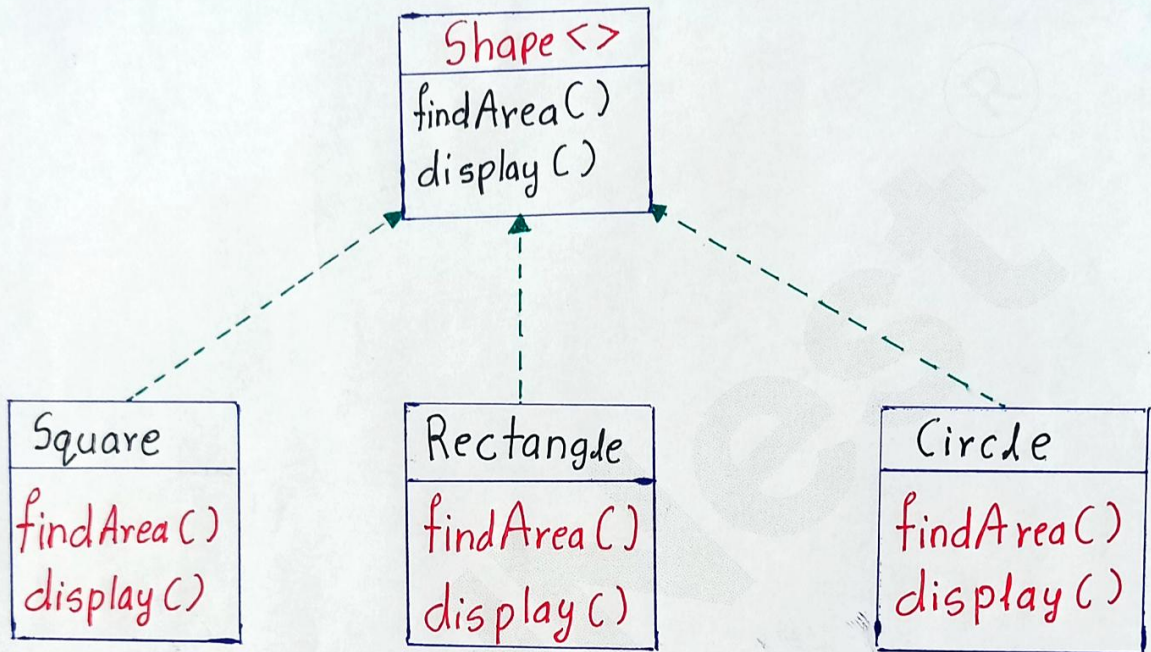 Shape <>
findArea()
display()
Square
findArea()
display()
Rectangle
findArea()
display()
Circle
findArea()
display()